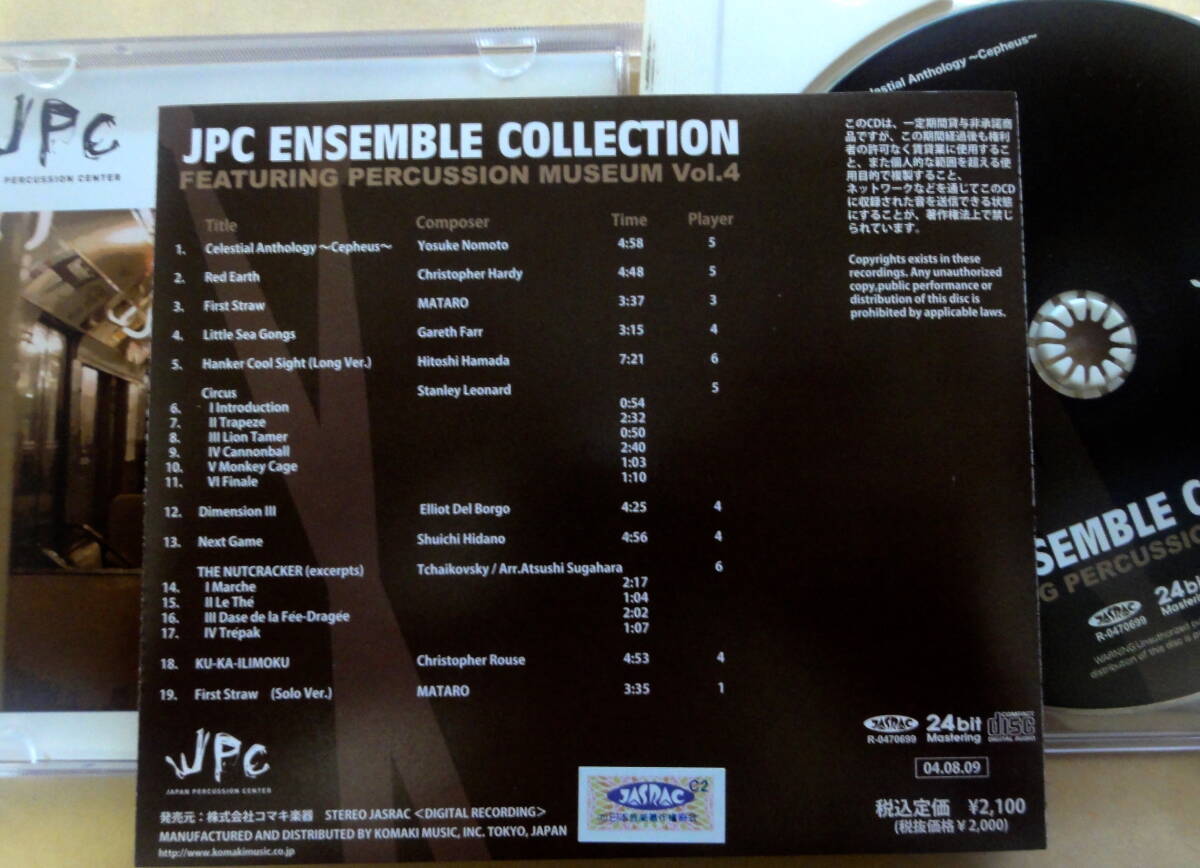 JPC
PERCUSSION CENTER
Celestial Anthology ~Cepheus~
JPC ENSEMBLE COLLECTION
FEATURING PERCUSSION MUSEUM Vol.4
Title Composer Time Player
1. Celestial Anthology ~Cepheus~ Yosuke Nomoto 4:58 5
2. Red Earth Christopher Hardy 4:48 5
3. First Straw MATARO 3:37 3
4. Little Sea Gongs Gareth Farr 3:15 4
5. Hanker Cool Sight (Long Ver.) Hitoshi Hamada 7:21 6
Circus Stanley Leonard 5
6. I Introduction 0:54
7. II Trapeze 2:32
8. III Lion Tamer 0:50
9. IV Cannonball 2:40
10. V Monkey Cage 1:03
11. VI Finale 1:10
12. Dimension III Elliot Del Borgo 4:25 4
13. Next Game Shuichi Hidano 4:56 4
THE NUTCRACKER (excerpts) Tchaikovsky / Arr.Atsushi Sugahara 6
14. I Marche 2:17
15. II Le Thé 1:04
16. III Dase de la Fée-Dragée 2:02
17. IV Trépak 1:07
18. KU-KA-ILIMOKU Christopher Rouse 4:53 4
19. First Straw (Solo Ver.) MATARO 3:35 1
このCDは、一定期間貸与非承諾商
品ですが、この期間経過後も権利
者の許可なく賃貸業に使用するこ
と、また個人的な範囲を超える使
用目的で複製すること、
ネットワークなどを通じてこのCD
に収録された音を送信できる状態
にすることが、著作権法上で禁じ
られています。
Copyrights exists in these
recordings. Any unauthorized
copy,public performance or
distribution of this disc is
prohibited by applicable laws.
JPC
JAPAN PERCUSSION CENTER
発売元:株式会社コマキ楽器 STEREO JASRAC <DIGITAL RECORDING>
MANUFACTURED AND DISTRIBUTED BY KOMAKI MUSIC, INC. TOKYO, JAPAN
http://www.komakimusic.co.jp
C2
JASRAC
JASRAC
R-0470699
24bit
Mastering
COMPACT
disc
DIGITAL AUDIO
04.08.09
税込定価 ¥2,100
(税抜価格¥2,000)
SEMBLE C
NG PERCUSSION
JASRAC
R-0470699
24bit
Mastering
WARNING:Unauthorized
distribution of this disc is